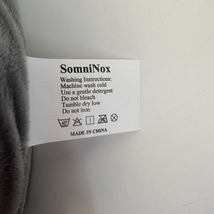 SomniNox
Washing Instructions:
Machine wash cold
Use a gentle detergent
Do not bleach
Tumble dry low
Do not iron
MADE IN CHINA